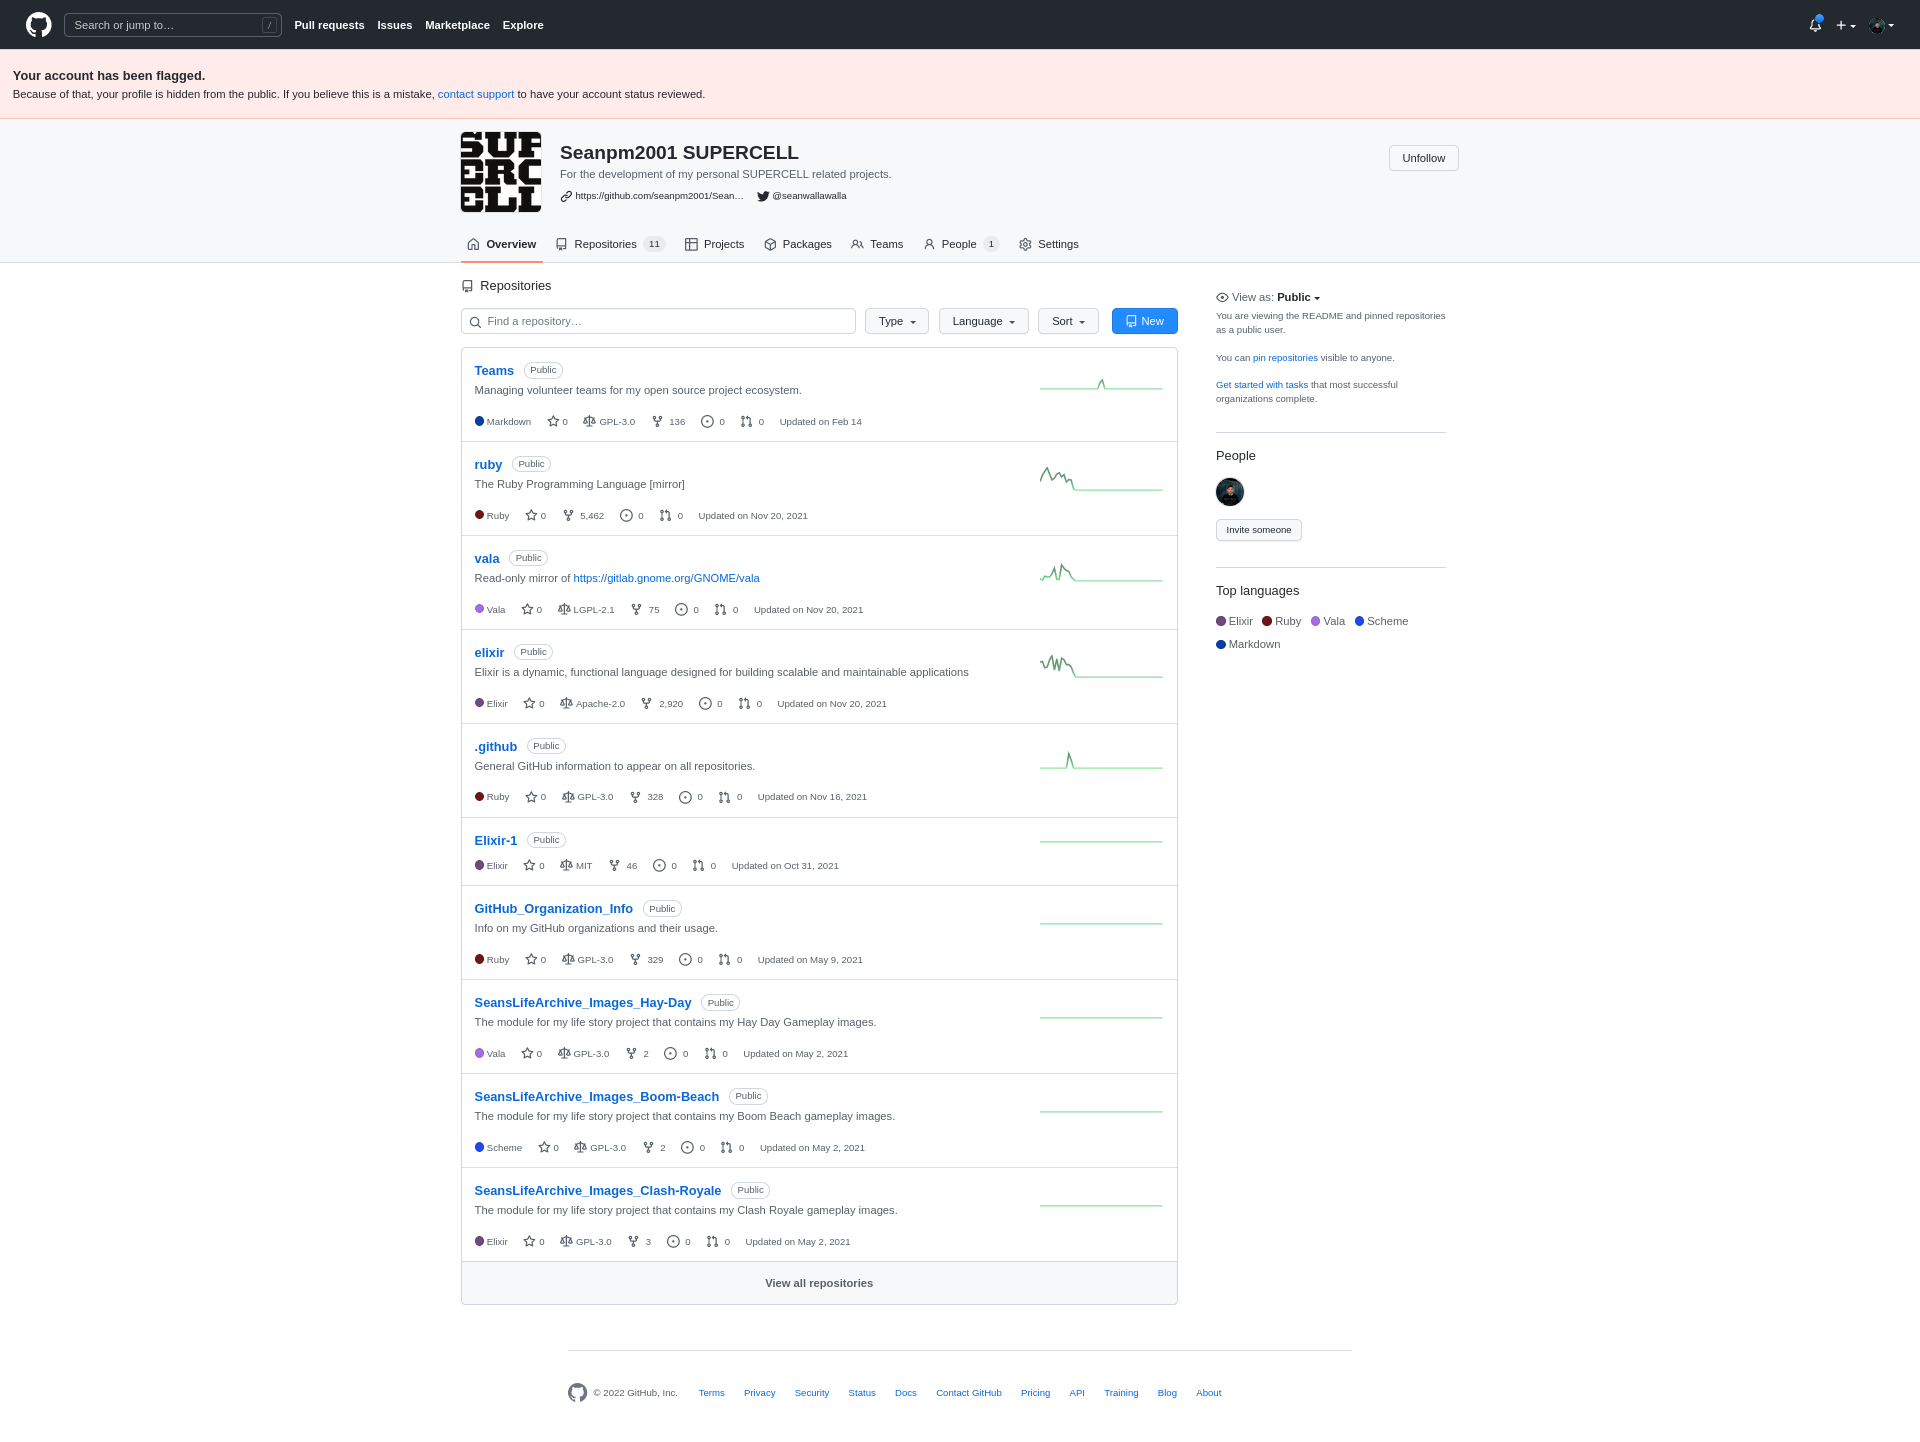 Search or jump to… /
Pull requests Issues Marketplace Explore
Your account has been flagged.
Because of that, your profile is hidden from the public. If you believe this is a mistake, contact support to have your account status reviewed.
SUP
ERC
ELL
Seanpm2001 SUPERCELL
For the development of my personal SUPERCELL related projects.
https://github.com/seanpm2001/Sean… @seanwallawalla
Unfollow
Overview Repositories 11 Projects Packages Teams People 1 Settings
Repositories
Find a repository… Type Language Sort New
Teams Public
Managing volunteer teams for my open source project ecosystem.
Markdown 0 GPL-3.0 136 0 0 Updated on Feb 14
ruby Public
The Ruby Programming Language [mirror]
Ruby 0 5,462 0 0 Updated on Nov 20, 2021
vala Public
Read-only mirror of https://gitlab.gnome.org/GNOME/vala
Vala 0 LGPL-2.1 75 0 0 Updated on Nov 20, 2021
elixir Public
Elixir is a dynamic, functional language designed for building scalable and maintainable applications
Elixir 0 Apache-2.0 2,920 0 0 Updated on Nov 20, 2021
.github Public
General GitHub information to appear on all repositories.
Ruby 0 GPL-3.0 328 0 0 Updated on Nov 16, 2021
Elixir-1 Public
Elixir 0 MIT 46 0 0 Updated on Oct 31, 2021
GitHub_Organization_Info Public
Info on my GitHub organizations and their usage.
Ruby 0 GPL-3.0 329 0 0 Updated on May 9, 2021
SeansLifeArchive_Images_Hay-Day Public
The module for my life story project that contains my Hay Day Gameplay images.
Vala 0 GPL-3.0 2 0 0 Updated on May 2, 2021
SeansLifeArchive_Images_Boom-Beach Public
The module for my life story project that contains my Boom Beach gameplay images.
Scheme 0 GPL-3.0 2 0 0 Updated on May 2, 2021
SeansLifeArchive_Images_Clash-Royale Public
The module for my life story project that contains my Clash Royale gameplay images.
Elixir 0 GPL-3.0 3 0 0 Updated on May 2, 2021
View all repositories
View as: Public
You are viewing the README and pinned repositories
as a public user.
You can pin repositories visible to anyone.
Get started with tasks that most successful
organizations complete.
People
Invite someone
Top languages
Elixir Ruby Vala Scheme
Markdown
© 2022 GitHub, Inc. Terms Privacy Security Status Docs Contact GitHub Pricing API Training Blog About